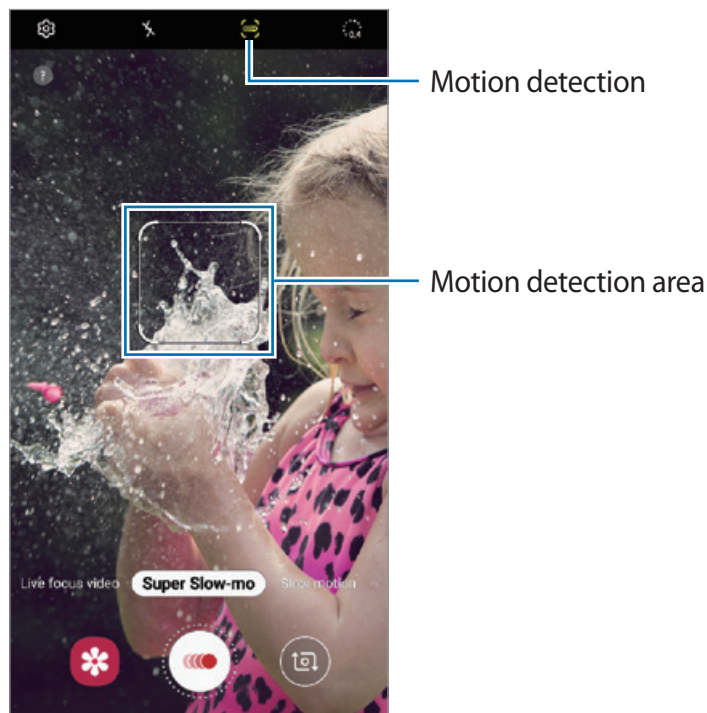 0.4
?
Motion detection
Motion detection area
Live focus video
Super Slow-mo
Slow motion